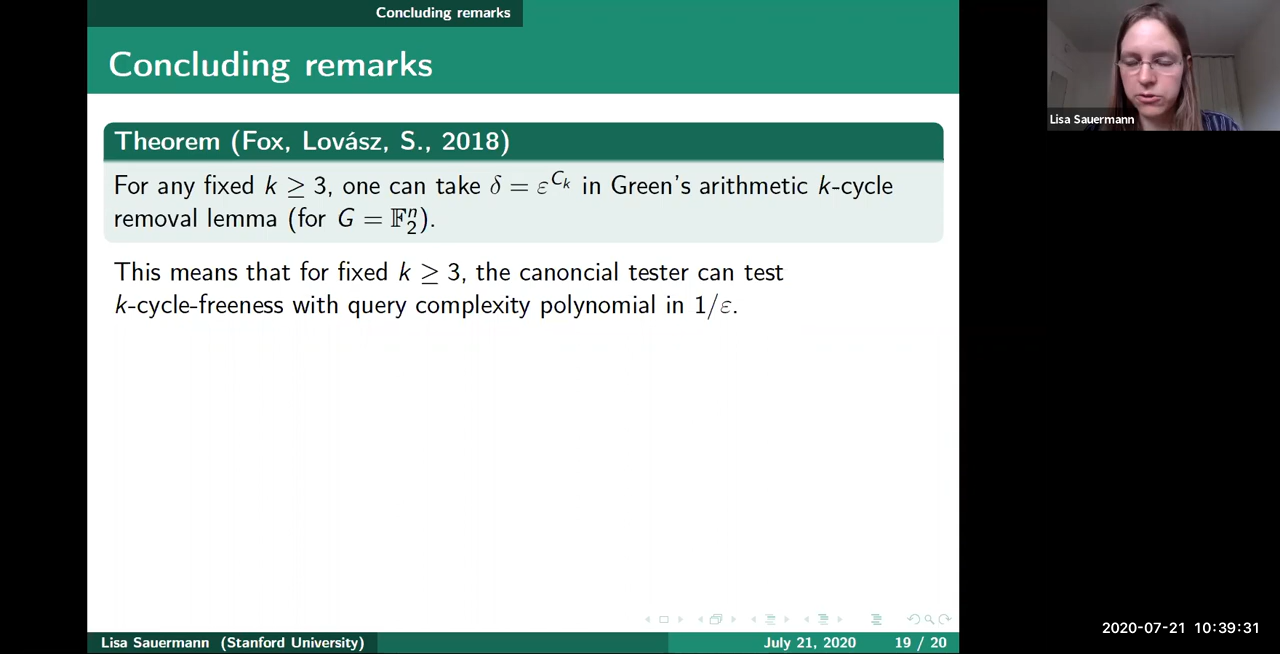 Concluding remarks
Concluding remarks
Theorem (Fox, Lovász, S., 2018)
For any fixed k ≥ 3, one can take δ = ε^{C_k} in Green's arithmetic k-cycle
removal lemma (for G = 𝔽₂ⁿ).
This means that for fixed k ≥ 3, the canoncial tester can test
k-cycle-freeness with query complexity polynomial in 1/ε.
Lisa Sauermann (Stanford University)
July 21, 2020
19 / 20
Lisa Sauermann
2020-07-21 10:39:31